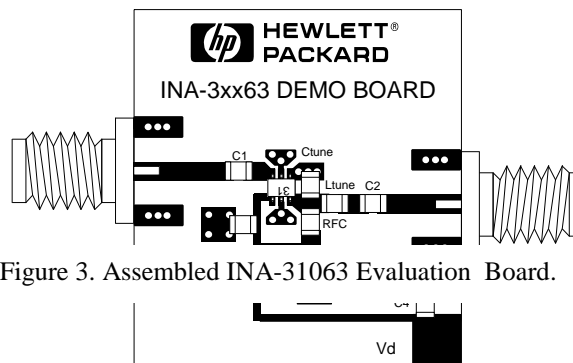 hp HEWLETT®
PACKARD
INA-3xx63 DEMO BOARD
C1
Ctune
31
Ltune
C2
RFC
Figure 3. Assembled INA-31063 Evaluation Board.
C4
Vd